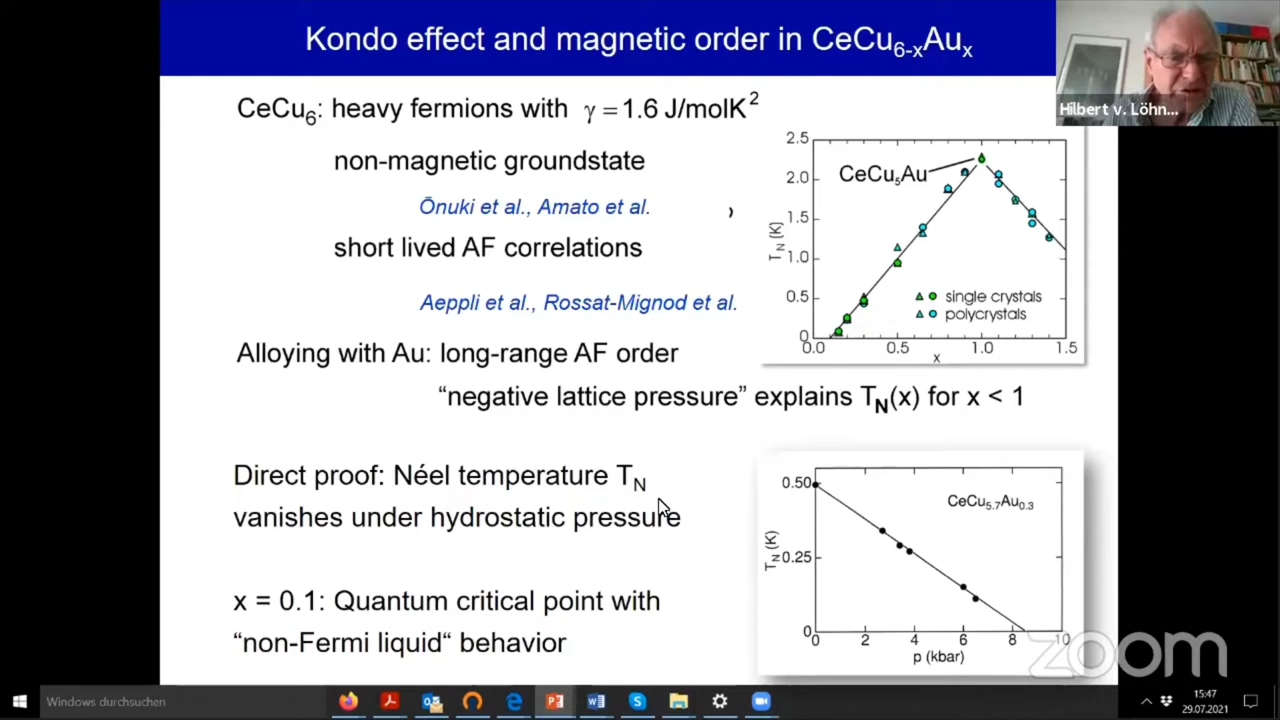 Kondo effect and magnetic order in CeCu6-xAux
Hilbert v. Löhn...
CeCu6: heavy fermions with γ = 1.6 J/molK2
non-magnetic groundstate
Ōnuki et al., Amato et al.
short lived AF correlations
Aeppli et al., Rossat-Mignod et al.
2.5
2.0
1.5
1.0
0.5
0
TN (K)
CeCu5Au
single crystals
polycrystals
0.0 0.5 1.0 1.5
x
Alloying with Au: long-range AF order
“negative lattice pressure” explains TN(x) for x < 1
Direct proof: Néel temperature TN
vanishes under hydrostatic pressure
0.50
0.25
0
TN (K)
CeCu5.7Au0.3
0 2 4 6 8 10
p (kbar)
x = 0.1: Quantum critical point with
“non-Fermi liquid“ behavior
zoom
Windows durchsuchen
15:47
29.07.2021